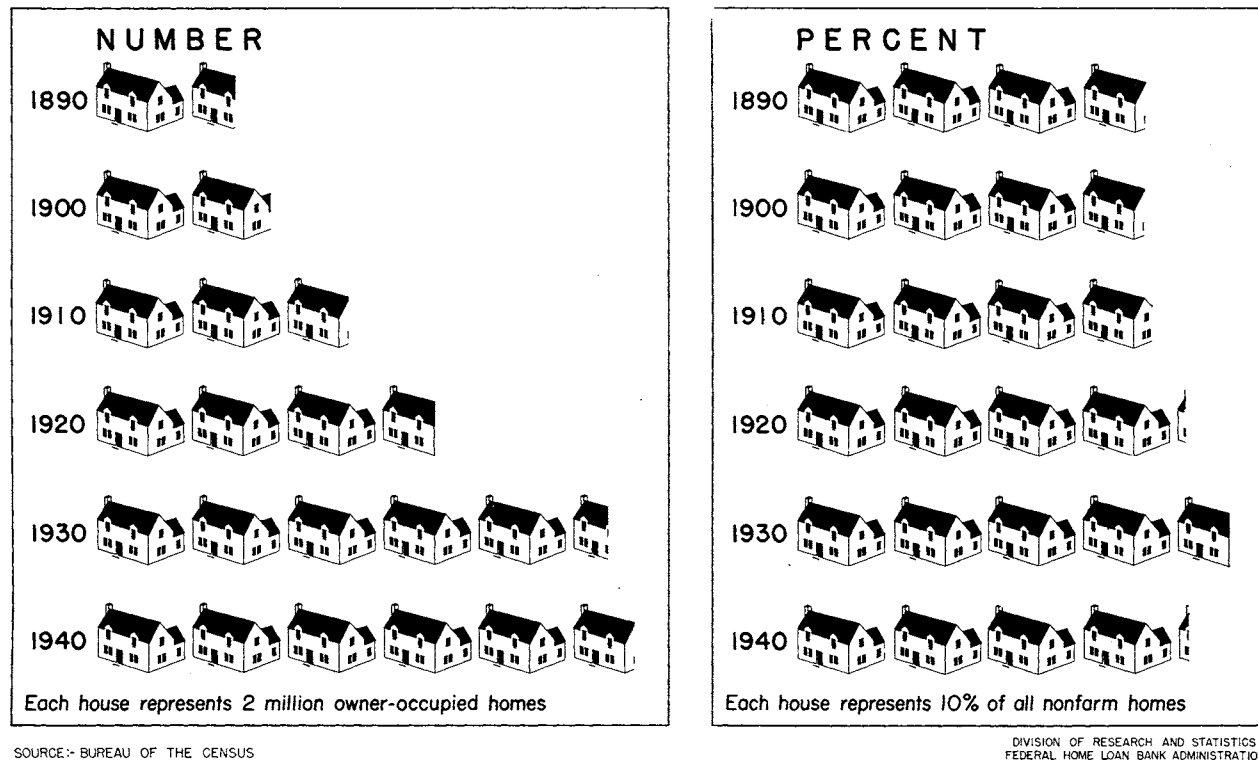 NUMBER
1890
1900
1910
1920
1930
1940
Each house represents 2 million owner-occupied homes
PERCENT
1890
1900
1910
1920
1930
1940
Each house represents 10% of all nonfarm homes
SOURCE:- BUREAU OF THE CENSUS
DIVISION OF RESEARCH AND STATISTICS
FEDERAL HOME LOAN BANK ADMINISTRATIO